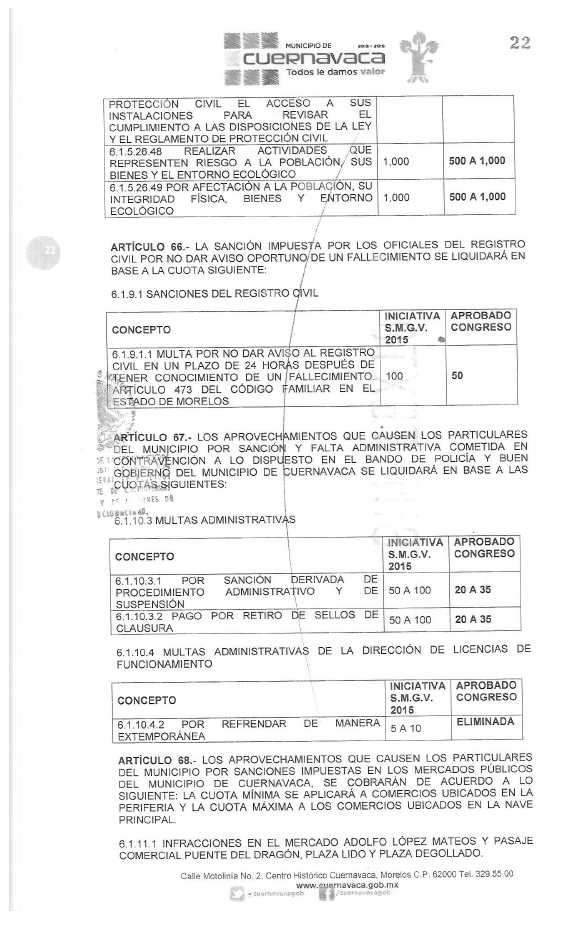 MUNICIPIO DE 2013 - 2015
CUERNAVACA
Todos le damos valor
22
PROTECCIÓN CIVIL EL ACCESO A SUS
INSTALACIONES PARA REVISAR EL
CUMPLIMIENTO A LAS DISPOSICIONES DE LA LEY
Y EL REGLAMENTO DE PROTECCIÓN CIVIL
6.1.5.26.48 REALIZAR ACTIVIDADES QUE
REPRESENTEN RIESGO A LA POBLACIÓN, SUS
BIENES Y EL ENTORNO ECOLÓGICO
1,000 500 A 1,000
6.1.5.26.49 POR AFECTACIÓN A LA POBLACIÓN, SU
INTEGRIDAD FÍSICA, BIENES Y ENTORNO
ECOLÓGICO
1,000 500 A 1,000
22
ARTÍCULO 66.- LA SANCIÓN IMPUESTA POR LOS OFICIALES DEL REGISTRO
CIVIL POR NO DAR AVISO OPORTUNO DE UN FALLECIMIENTO SE LIQUIDARÁ EN
BASE A LA CUOTA SIGUIENTE:
6.1.9.1 SANCIONES DEL REGISTRO CIVIL
CONCEPTO
INICIATIVA
S.M.G.V.
2015
APROBADO
CONGRESO
6.1.9.1.1 MULTA POR NO DAR AVISO AL REGISTRO
CIVIL EN UN PLAZO DE 24 HORAS DESPUÉS DE
TENER CONOCIMIENTO DE UN FALLECIMIENTO.
ARTÍCULO 473 DEL CÓDIGO FAMILIAR EN EL
ESTADO DE MORELOS
100 50
ARTÍCULO 67.- LOS APROVECHAMIENTOS QUE CAUSEN LOS PARTICULARES
DEL MUNICIPIO POR SANCIÓN Y FALTA ADMINISTRATIVA COMETIDA EN
CONTRAVENCIÓN A LO DISPUESTO EN EL BANDO DE POLICÍA Y BUEN
GOBIERNO DEL MUNICIPIO DE CUERNAVACA SE LIQUIDARÁ EN BASE A LAS
CUOTAS SIGUIENTES:
6.1.10.3 MULTAS ADMINISTRATIVAS
CONCEPTO
INICIATIVA
S.M.G.V.
2015
APROBADO
CONGRESO
6.1.10.3.1 POR SANCIÓN DERIVADA DE
PROCEDIMIENTO ADMINISTRATIVO Y DE
SUSPENSIÓN
50 A 100 20 A 35
6.1.10.3.2 PAGO POR RETIRO DE SELLOS DE
CLAUSURA
50 A 100 20 A 35
6.1.10.4 MULTAS ADMINISTRATIVAS DE LA DIRECCIÓN DE LICENCIAS DE
FUNCIONAMIENTO
CONCEPTO
INICIATIVA
S.M.G.V.
2015
APROBADO
CONGRESO
6.1.10.4.2 POR REFRENDAR DE MANERA
EXTEMPORÁNEA
5 A 10 ELIMINADA
ARTÍCULO 68.- LOS APROVECHAMIENTOS QUE CAUSEN LOS PARTICULARES
DEL MUNICIPIO POR SANCIONES IMPUESTAS EN LOS MERCADOS PÚBLICOS
DEL MUNICIPIO DE CUERNAVACA, SE COBRARÁN DE ACUERDO A LO
SIGUIENTE: LA CUOTA MÍNIMA SE APLICARÁ A COMERCIOS UBICADOS EN LA
PERIFERIA Y LA CUOTA MÁXIMA A LOS COMERCIOS UBICADOS EN LA NAVE
PRINCIPAL.
6.1.11.1 INFRACCIONES EN EL MERCADO ADOLFO LÓPEZ MATEOS Y PASAJE
COMERCIAL PUENTE DEL DRAGÓN, PLAZA LIDO Y PLAZA DEGOLLADO.
Calle Motolinía No. 2, Centro Histórico Cuernavaca, Morelos C.P. 62000 Tel. 329.55.00
www.cuernavaca.gob.mx
@cuernavacagob /cuernavacagob